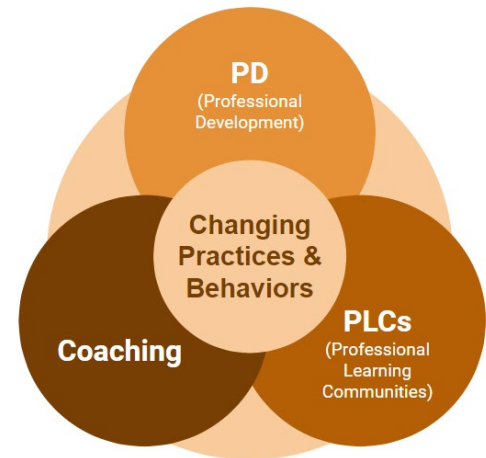 PD
(Professional
Development)
Changing
Practices &
Behaviors
Coaching
PLCs
(Professional
Learning
Communities)